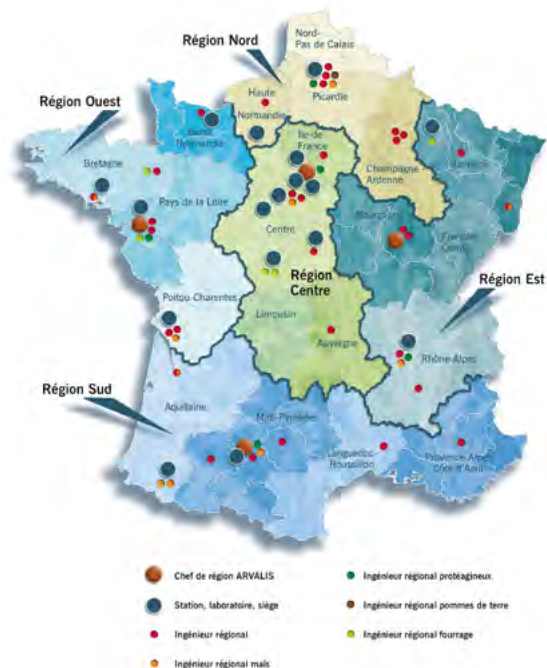 Nord-
Pas de Calais
Région Nord
Haute
Normandie
Picardie
Région Ouest
Basse
Normandie
Ile-de
France
Lorraine
Bretagne
Champagne
Ardenne
Pays de la Loire
Bourgogne
Centre
Franche
Comté
Région
Centre
Région Est
Poitou-Charentes
Limousin
Auvergne
Rhône-Alpes
Région Sud
Aquitaine
Midi-Pyrénées
Languedoc
Roussillon
Provence Alpes
Côte d'Azur
Chef de région ARVALIS
Ingénieur régional protéagineux
Station, laboratoire, siège
Ingénieur régional pommes de terre
Ingénieur régional
Ingénieur régional fourrage
Ingénieur régional maïs